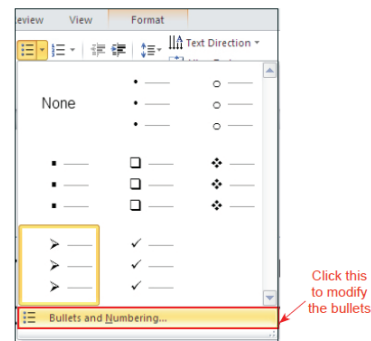 eview View Format
Text Direction
None
Bullets and Numbering...
Click this
to modify
the bullets